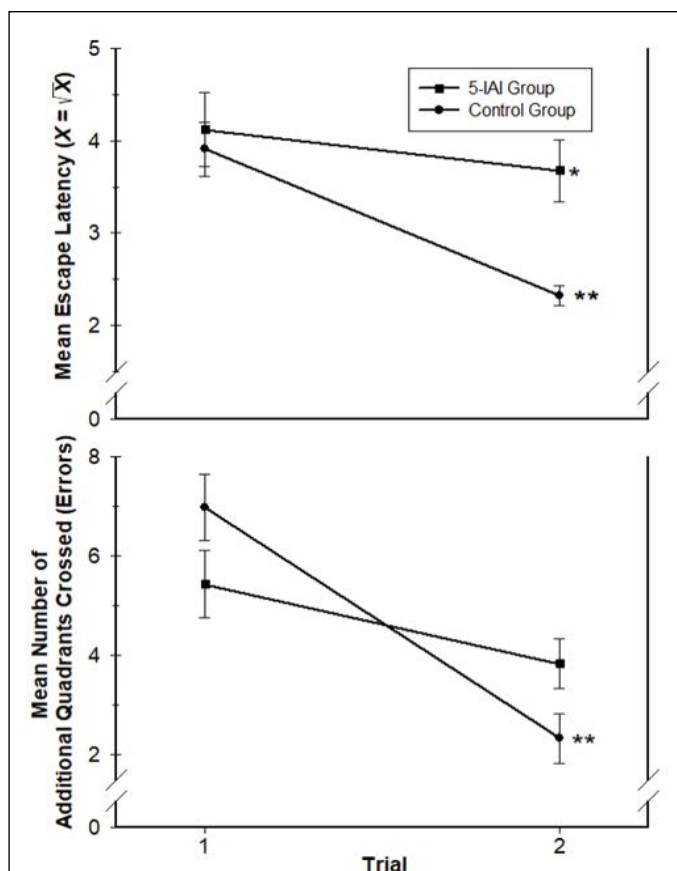 Mean Escape Latency (X = √X)
5
4
3
2
0
5-IAI Group
Control Group
*
**
Mean Number of
Additional Quadrants Crossed (Errors)
8
6
4
2
0
**
1
2
Trial